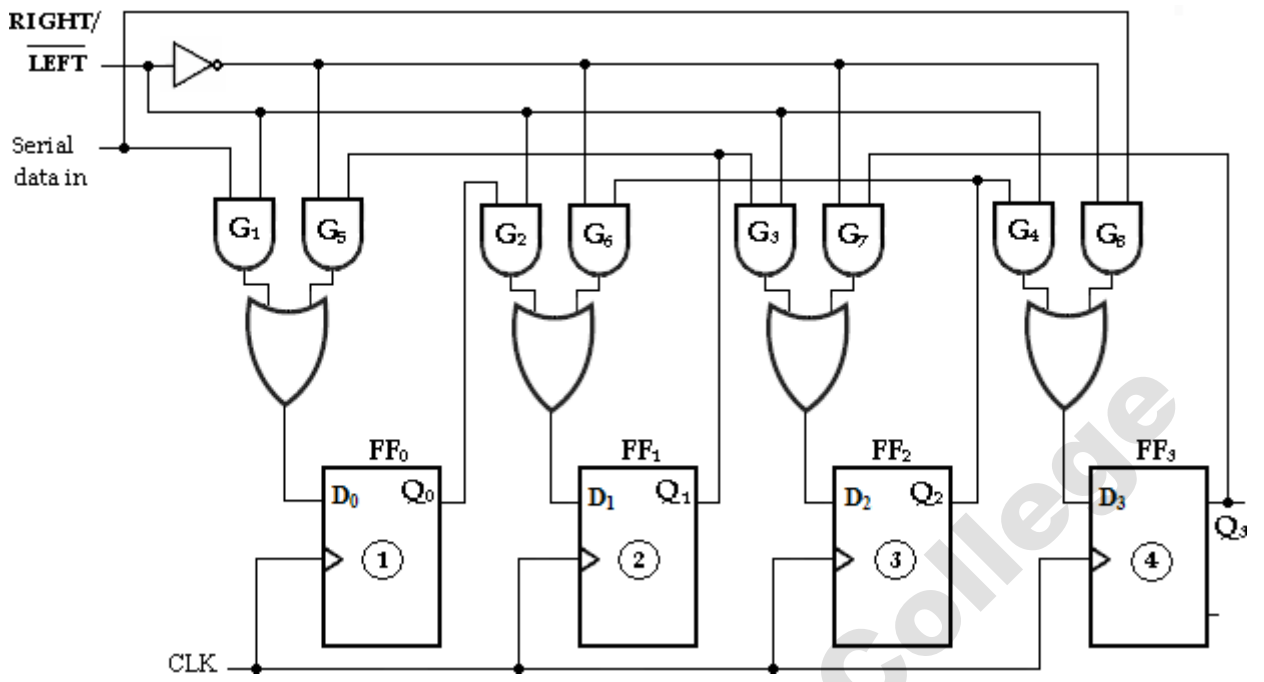 RIGHT/
LEFT
Serial
data in
G₁ G₅ G₂ G₆ G₃ G₇ G₄ G₈
FF₀ FF₁ FF₂ FF₃
D₀ Q₀ D₁ Q₁ D₂ Q₂ D₃
Q₃
1 2 3 4
CLK
College